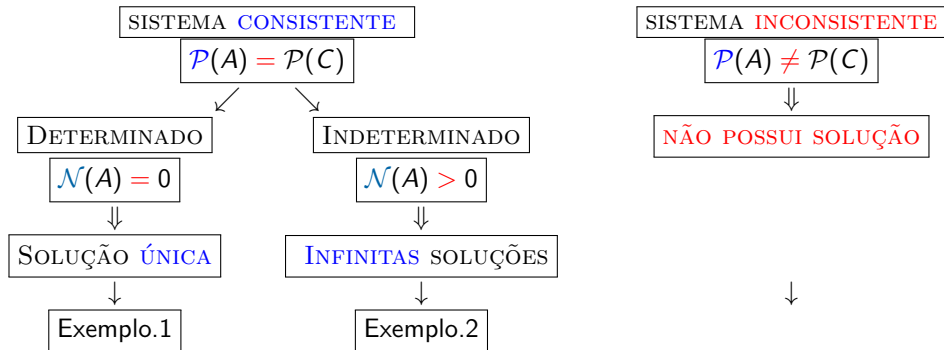 SISTEMA CONSISTENTE
𝒫(A) = 𝒫(C)
DETERMINADO
𝒩(A) = 0
SOLUÇÃO ÚNICA
Exemplo.1
INDETERMINADO
𝒩(A) > 0
INFINITAS SOLUÇÕES
Exemplo.2
SISTEMA INCONSISTENTE
𝒫(A) ≠ 𝒫(C)
NÃO POSSUI SOLUÇÃO